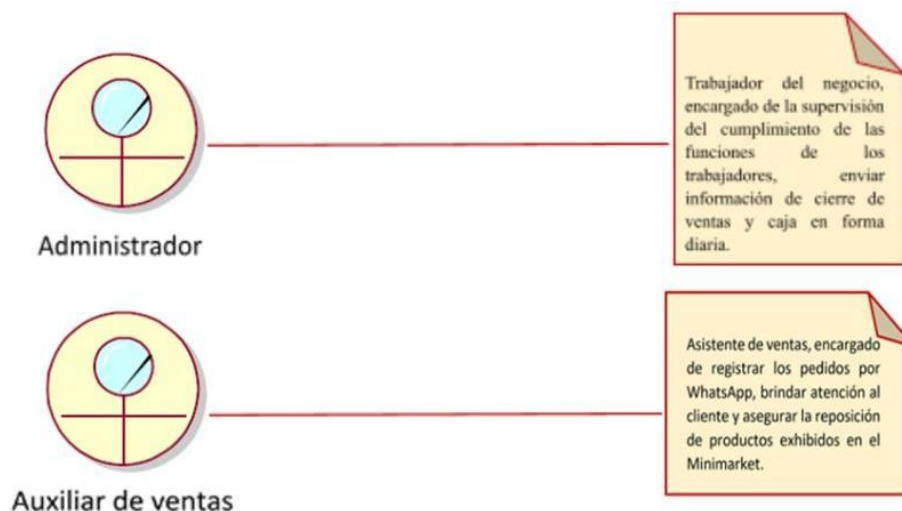 Trabajador del negocio,
encargado de la supervisión
del cumplimiento de las
funciones de los
trabajadores, enviar
información de cierre de
ventas y caja en forma
diaria.
Administrador
Asistente de ventas, encargado
de registrar los pedidos por
WhatsApp, brindar atención al
cliente y asegurar la reposición
de productos exhibidos en el
Minimarket.
Auxiliar de ventas